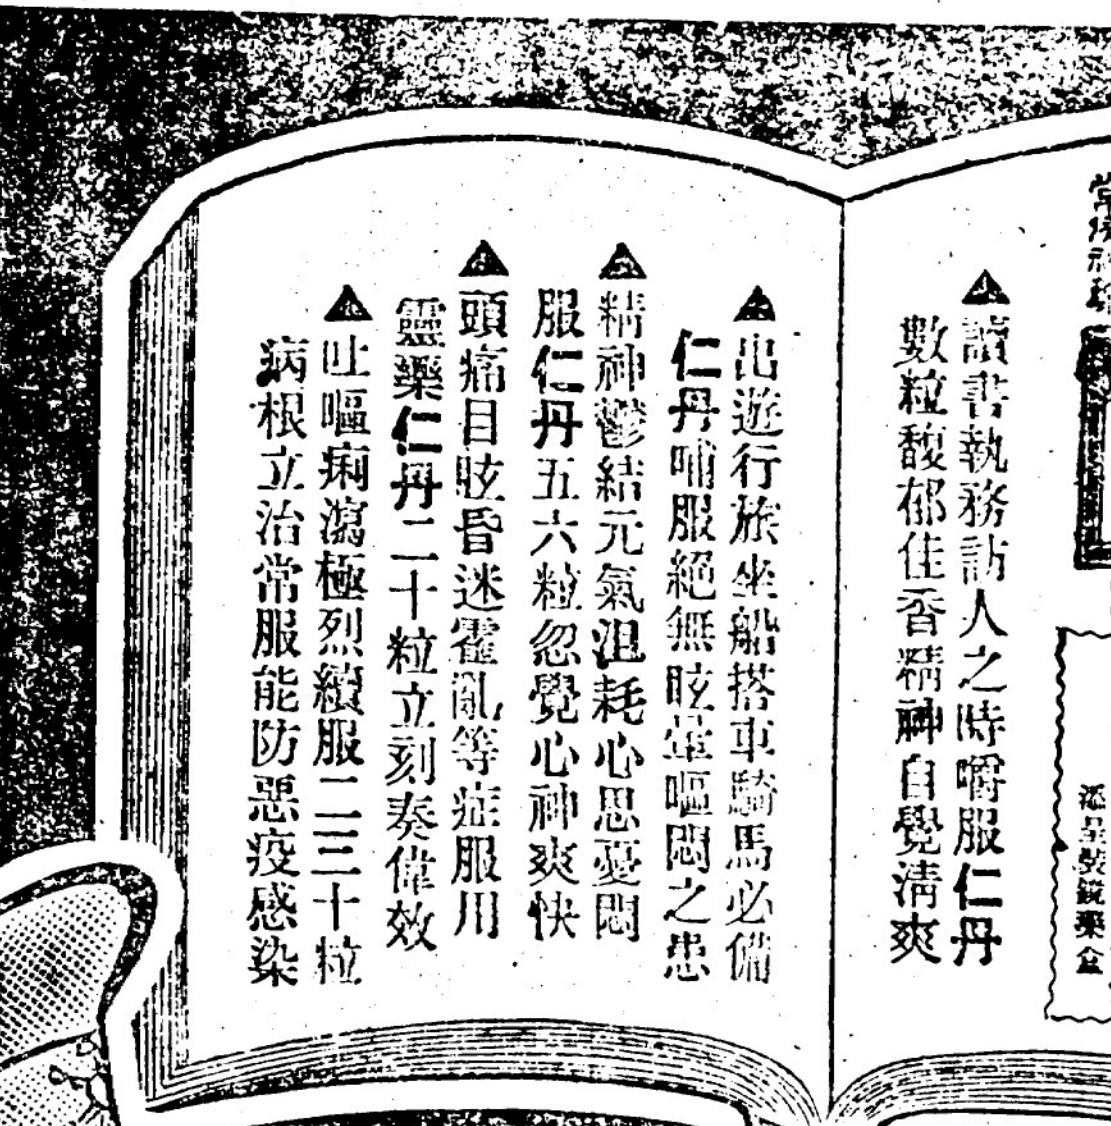 讀書執務訪人之時嚼服仁丹
數粒馥郁佳香精神自覺清爽
出遊行旅坐船搭車騎馬必備
仁丹哺服絕無眩暈嘔悶之患
精神鬱結元氣沮耗心思憂悶
服仁丹五六粒忽覺心神爽快
頭痛目眩昏迷霍亂等症服用
靈藥仁丹二十粒立刻奏偉效
吐嘔痢瀉極烈續服二三十粒
病根立治常服能防惡疫感染
添呈裝鏡藥盒